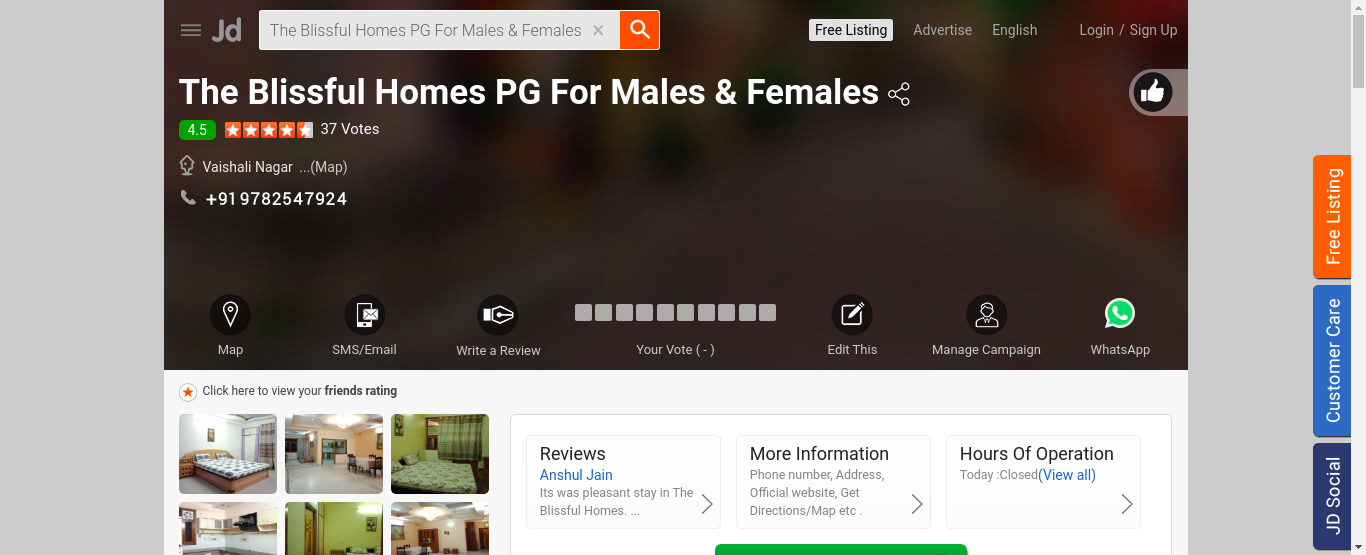 Jd
The Blissful Homes PG For Males & Females ×
Free Listing
Advertise
English
Login / Sign Up
The Blissful Homes PG For Males & Females
4.5
37 Votes
Vaishali Nagar ...(Map)
+919782547924
Map
SMS/Email
Write a Review
Your Vote ( - )
Edit This
Manage Campaign
WhatsApp
Free Listing
Customer Care
JD Social
Click here to view your friends rating
Reviews
Anshul Jain
Its was pleasant stay in The
Blissful Homes. ...
More Information
Phone number, Address,
Official website, Get
Directions/Map etc .
Hours Of Operation
Today :Closed(View all)